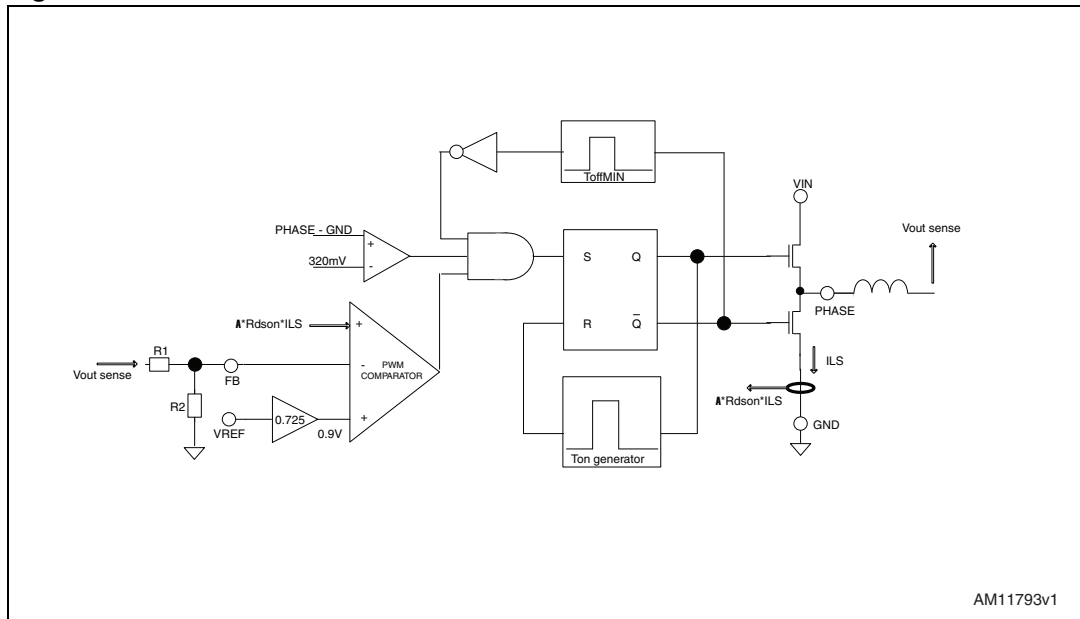 ToffMIN
VIN
PHASE - GND
+
320mV
-
S
Q
Vout sense
PHASE
A*Rdson*ILS
+
R
Q̅
R1
-
PWM
COMPARATOR
ILS
Vout sense
FB
A*Rdson*ILS
R2
+
0.725
VREF
0.9V
GND
Ton generator
AM11793v1